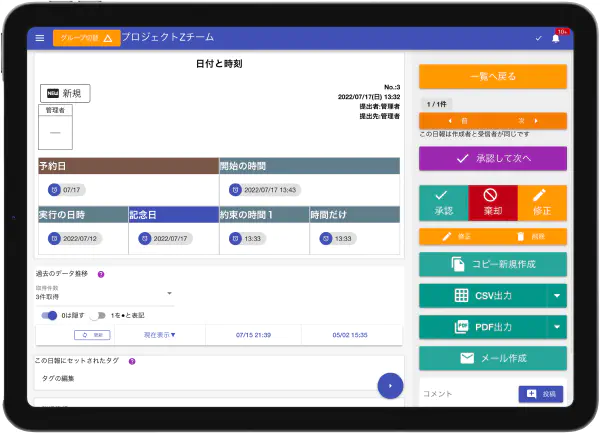 グループ切替
プロジェクトZチーム
10+
日付と時刻
NEW 新規
管理者
No.:3
2022/07/17(日) 13:32
提出者:管理者
提出先:管理者
予約日
開始の時間
07/17
2022/07/17 13:43
実行の日時
記念日
約束の時間1
時間だけ
2022/07/12
2022/07/17
13:33
13:33
過去のデータ推移
取得件数
3件取得
0は隠す
1を●と表記
更新
現在表示▼
07/15 21:39
05/02 15:35
この日報にセットされたタグ
タグの編集
一覧へ戻る
1 / 1件
前
次
この日報は作成者と受信者が同じです
承認して次へ
承認
棄却
修正
修正
削除
コピー新規作成
CSV出力
PDF出力
メール作成
コメント
投稿